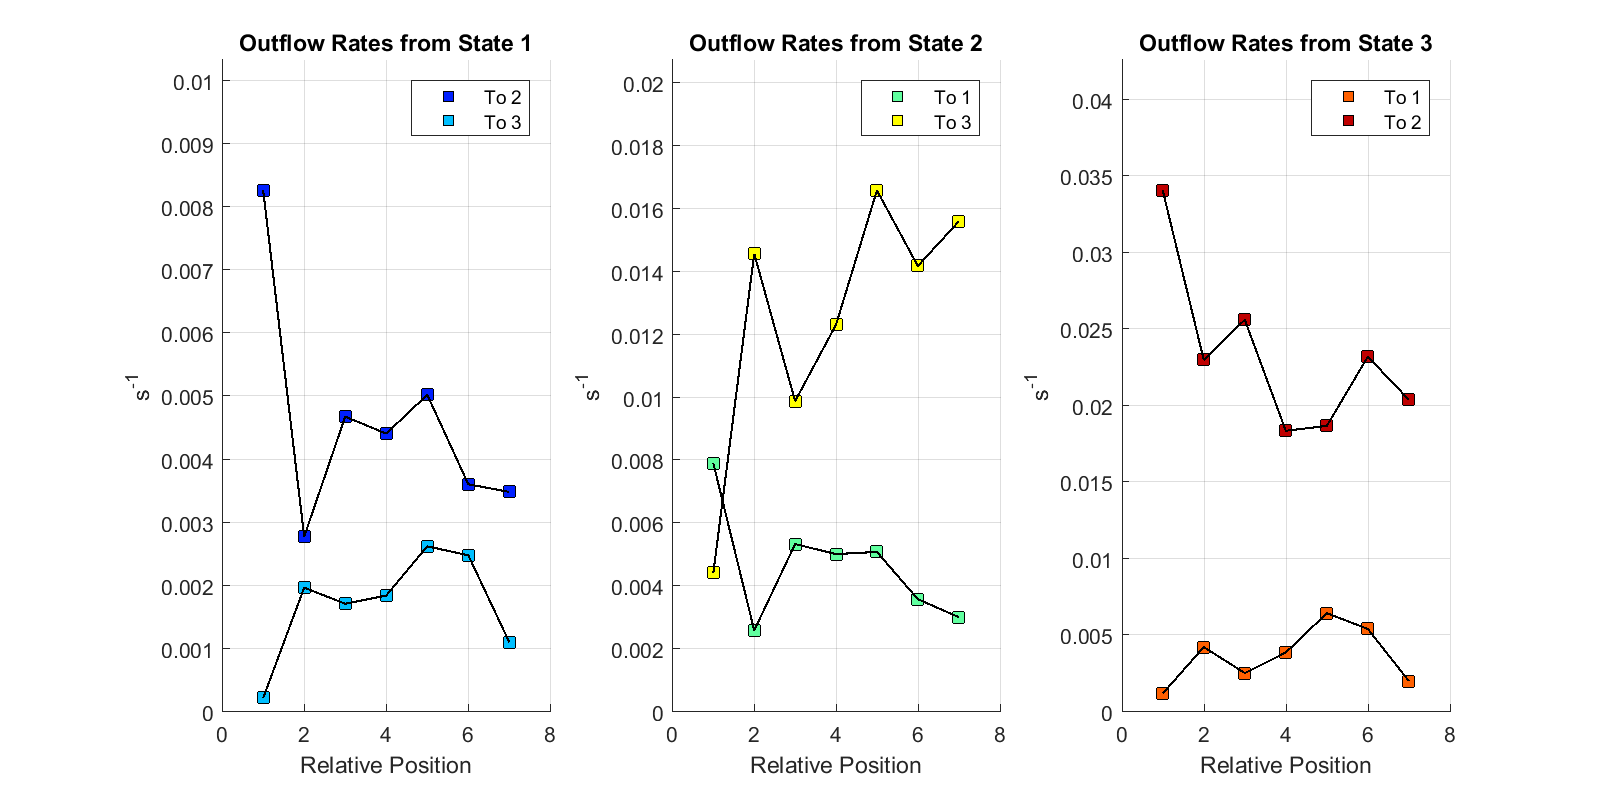 Outflow Rates from State 1
To 2
To 3
0.01
0.009
0.008
0.007
0.006
0.005
0.004
0.003
0.002
0.001
0
s-1
0 2 4 6 8
Relative Position
Outflow Rates from State 2
To 1
To 3
0.02
0.018
0.016
0.014
0.012
0.01
0.008
0.006
0.004
0.002
0
s-1
0 2 4 6 8
Relative Position
Outflow Rates from State 3
To 1
To 2
0.04
0.035
0.03
0.025
0.02
0.015
0.01
0.005
0
s-1
0 2 4 6 8
Relative Position